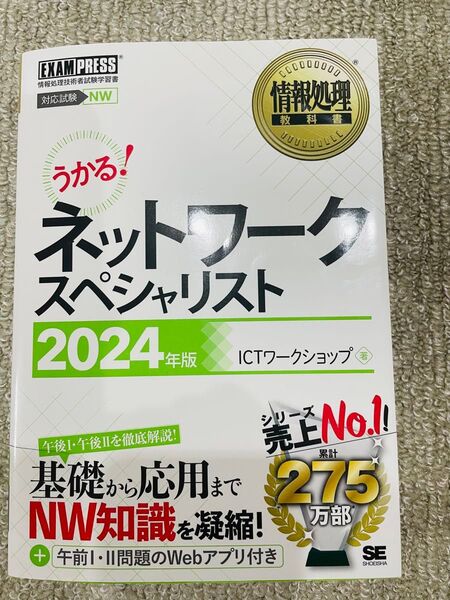 EXAMPRESS®
情報処理技術者試験学習書
対応試験 NW
情報処理®
教科書
うかる!
ネットワーク
スペシャリスト
2024年版
ICTワークショップ 著
午後Ⅰ・午後Ⅱを徹底解説!
基礎から応用まで
NW知識を凝縮!
+ 午前Ⅰ・Ⅱ問題のWebアプリ付き
シリーズ
売上No.1!
累計
275
万部
SE
SHOEISHA